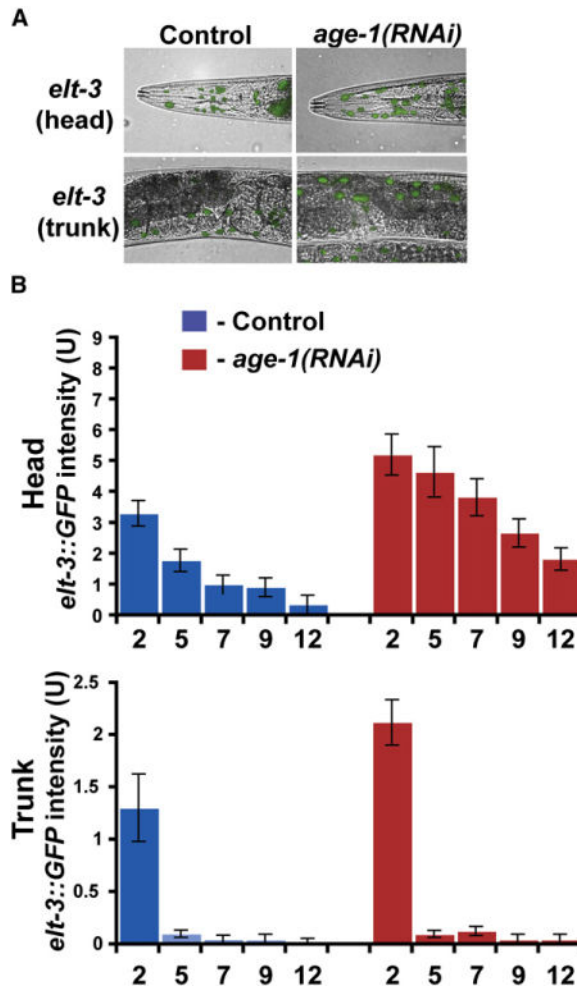 A
Control
age-1(RNAi)
elt-3
(head)
elt-3
(trunk)
B
- Control
- age-1(RNAi)
Head
elt-3::GFP intensity (U)
9
8
7
6
5
4
3
2
1
0
2 5 7 9 12 2 5 7 9 12
Trunk
elt-3::GFP intensity (U)
2.5
2
1.5
1
0.5
0
2 5 7 9 12 2 5 7 9 12